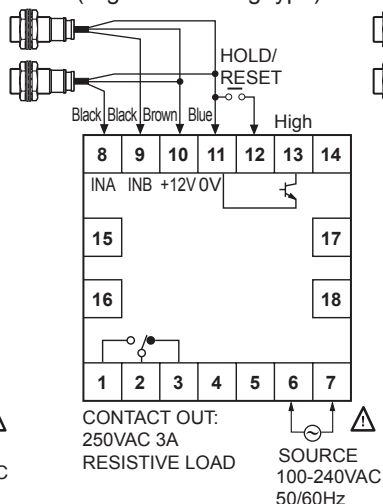 HOLD/
RESET
Black Black Brown Blue
High
8 9 10 11 12 13 14
INA INB +12V 0V
15 17
16 18
1 2 3 4 5 6 7
CONTACT OUT:
250VAC 3A
RESISTIVE LOAD
SOURCE
100-240VAC
50/60Hz